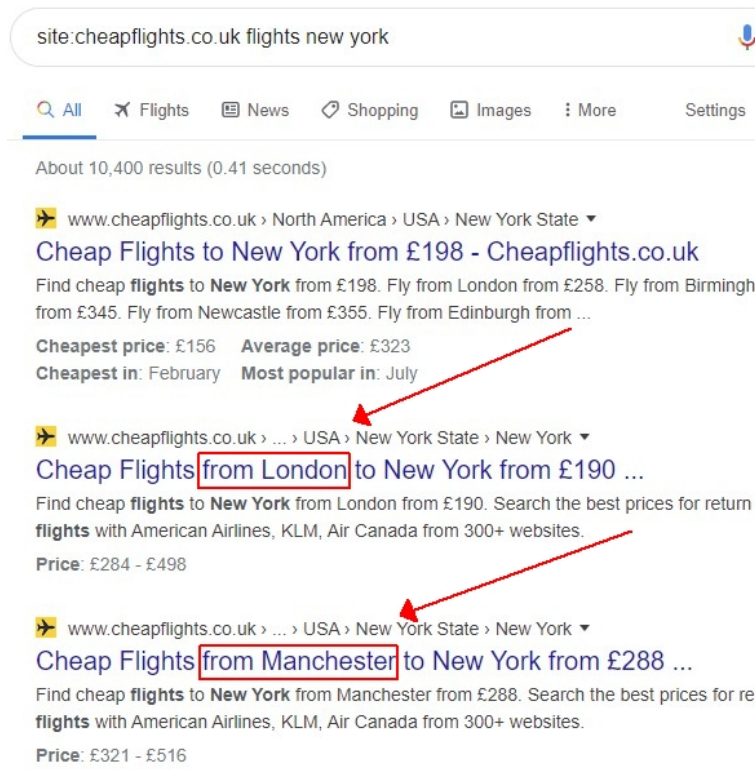 site:cheapflights.co.uk flights new york
All Flights News Shopping Images More Settings
About 10,400 results (0.41 seconds)
www.cheapflights.co.uk › North America › USA › New York State
Cheap Flights to New York from £198 - Cheapflights.co.uk
Find cheap flights to New York from £198. Fly from London from £258. Fly from Birmingh
from £345. Fly from Newcastle from £355. Fly from Edinburgh from ...
Cheapest price: £156 Average price: £323
Cheapest in: February Most popular in: July
www.cheapflights.co.uk › ... › USA › New York State › New York
Cheap Flights from London to New York from £190 ...
Find cheap flights to New York from London from £190. Search the best prices for return
flights with American Airlines, KLM, Air Canada from 300+ websites.
Price: £284 - £498
www.cheapflights.co.uk › ... › USA › New York State › New York
Cheap Flights from Manchester to New York from £288 ...
Find cheap flights to New York from Manchester from £288. Search the best prices for re
flights with American Airlines, KLM, Air Canada from 300+ websites.
Price: £321 - £516